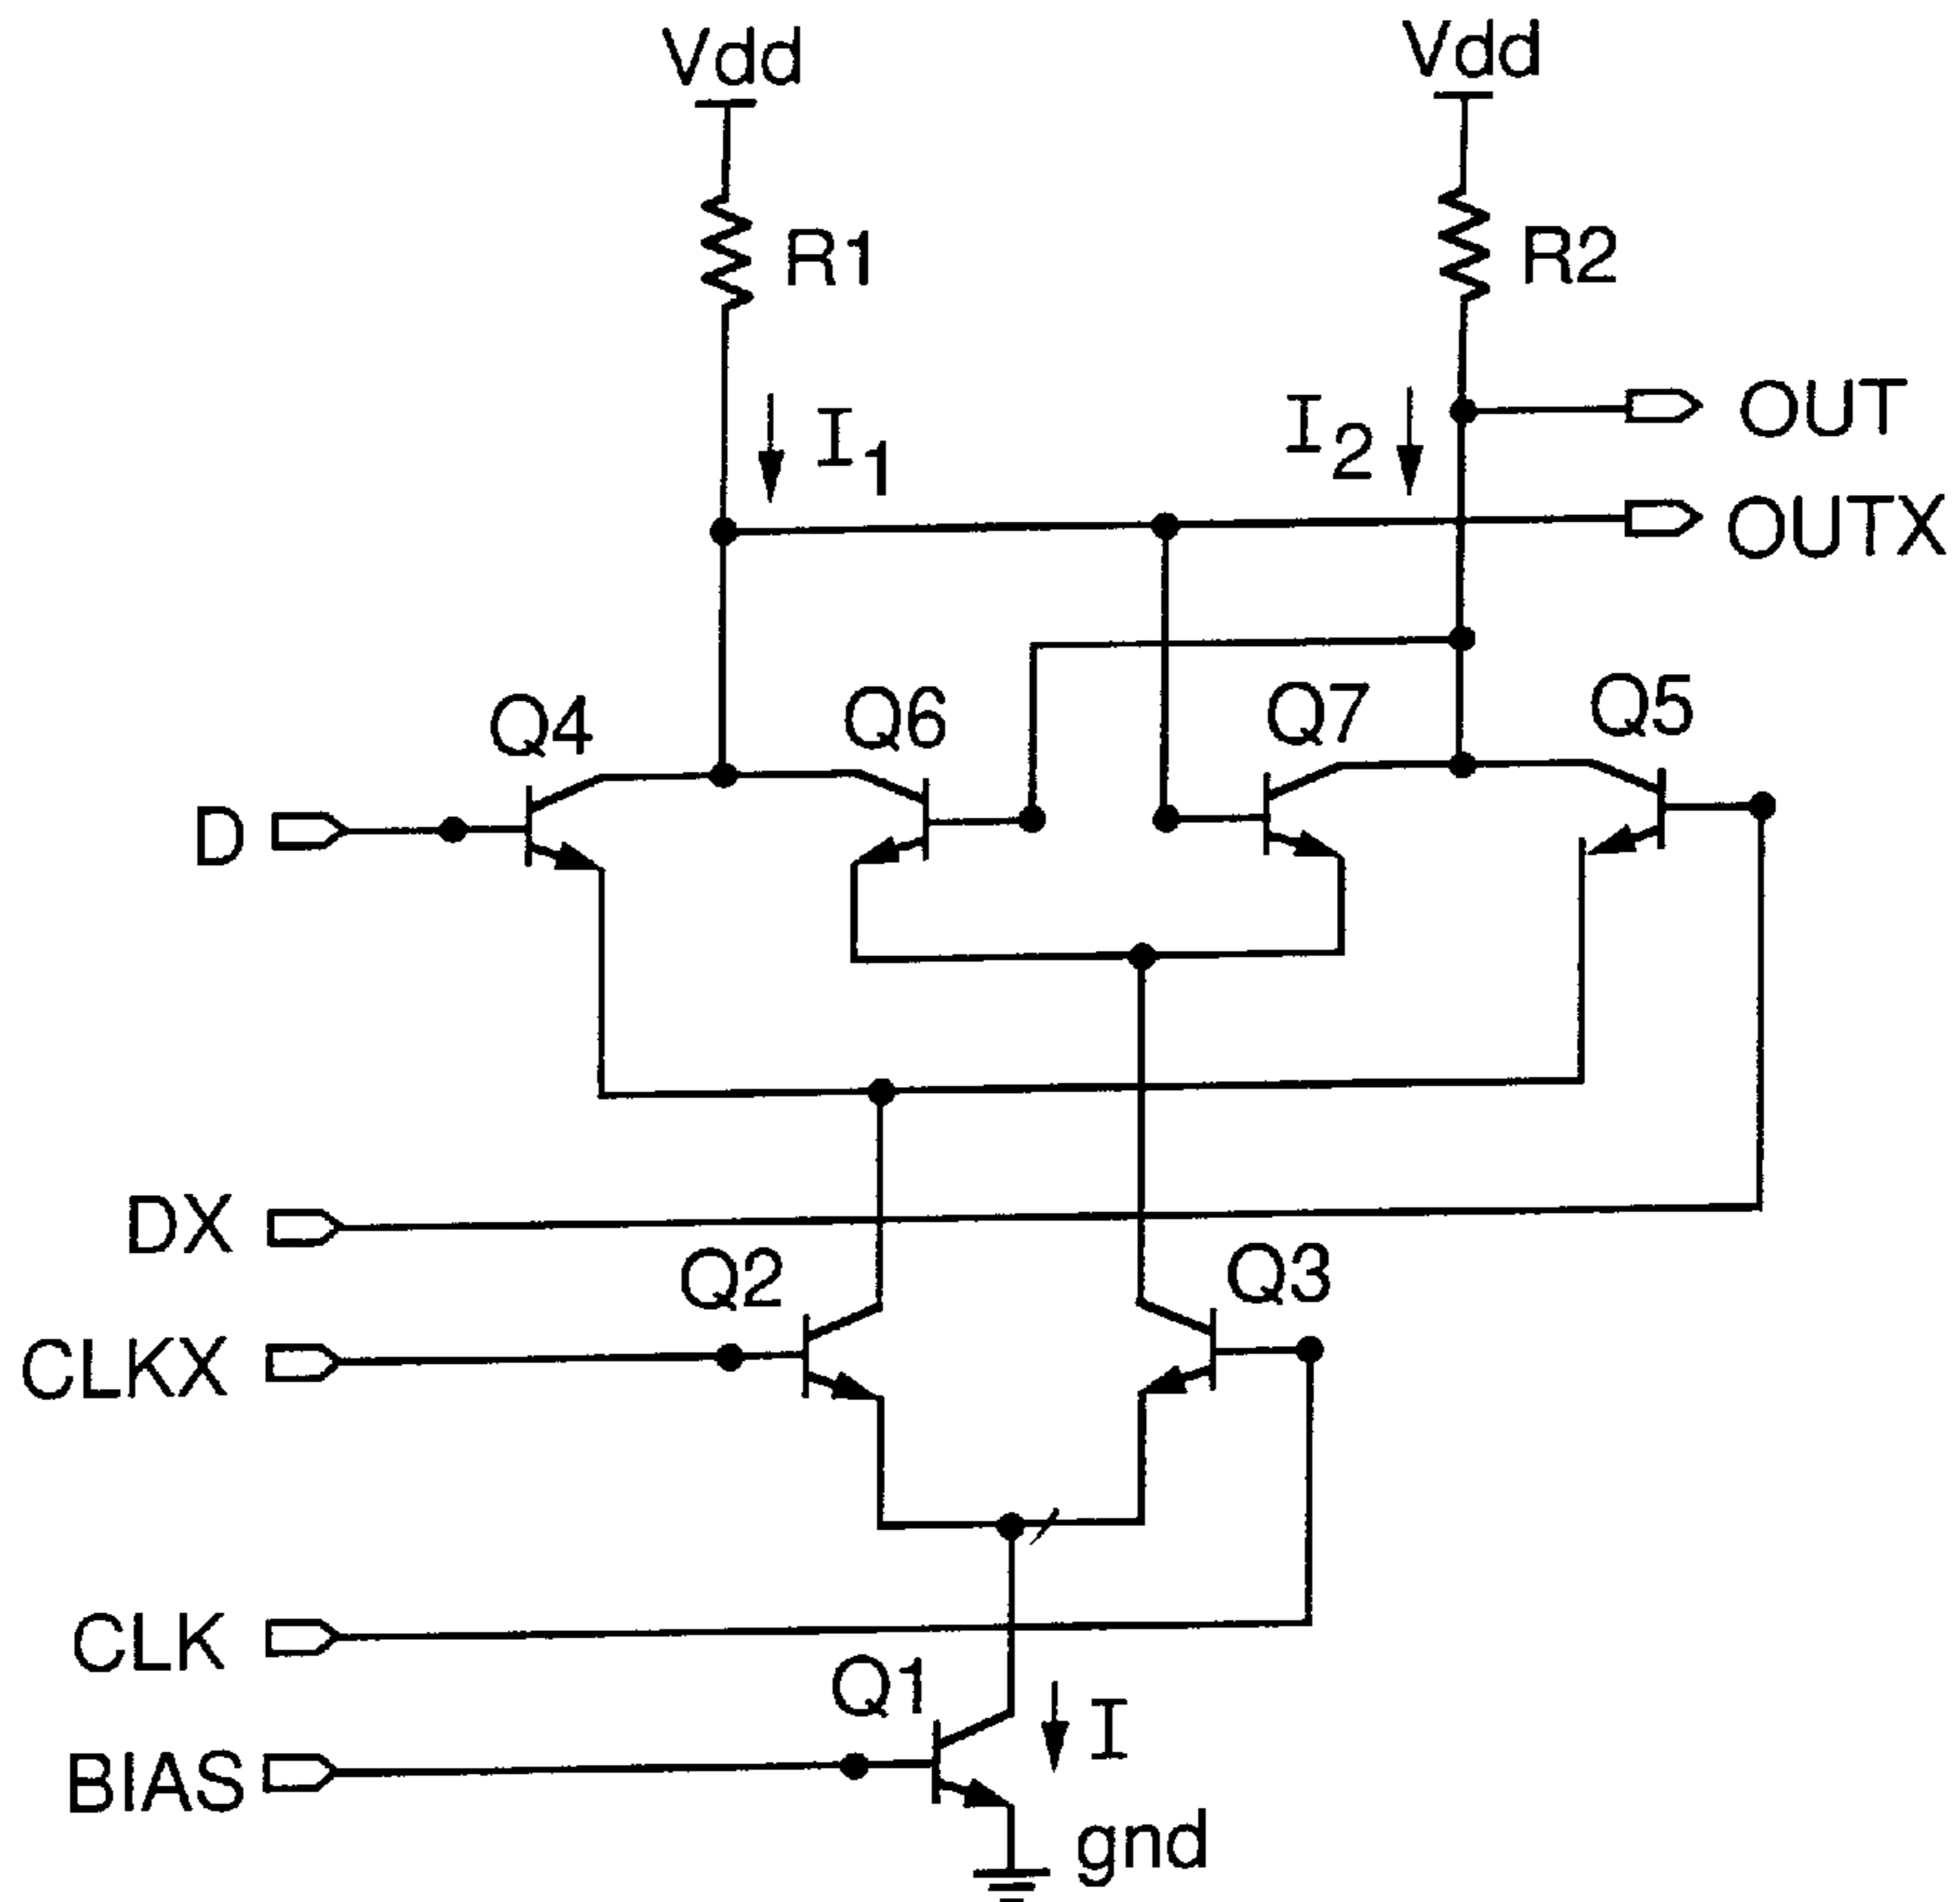 Vdd
Vdd
R1
R2
I1
I2
OUT
OUTX
Q4
Q6
Q7
Q5
D
DX
Q2
Q3
CLKX
CLK
Q1
I
BIAS
gnd